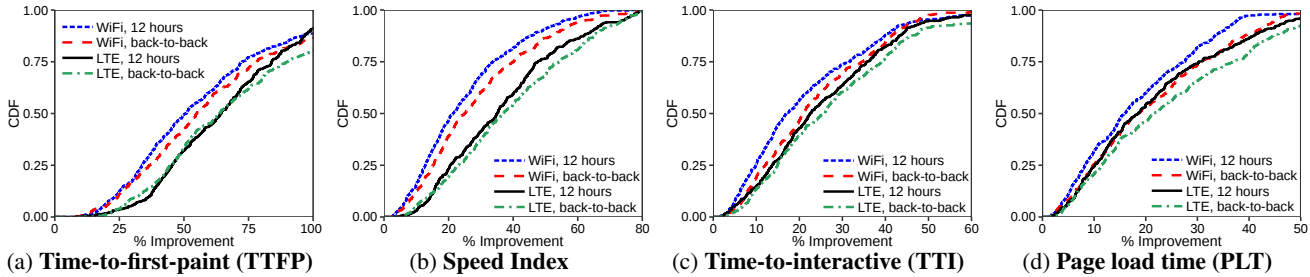 CDF
1.00
0.75
0.50
0.25
0.00
WiFi, 12 hours
WiFi, back-to-back
LTE, 12 hours
LTE, back-to-back
0 25 50 75 100
% Improvement
(a) Time-to-first-paint (TTFP)
CDF
1.00
0.75
0.50
0.25
0.00
WiFi, 12 hours
WiFi, back-to-back
LTE, 12 hours
LTE, back-to-back
0 20 40 60 80
% Improvement
(b) Speed Index
CDF
1.00
0.75
0.50
0.25
0.00
WiFi, 12 hours
WiFi, back-to-back
LTE, 12 hours
LTE, back-to-back
0 10 20 30 40 50 60
% Improvement
(c) Time-to-interactive (TTI)
CDF
1.00
0.75
0.50
0.25
0.00
WiFi, 12 hours
WiFi, back-to-back
LTE, 12 hours
LTE, back-to-back
0 10 20 30 40 50
% Improvement
(d) Page load time (PLT)